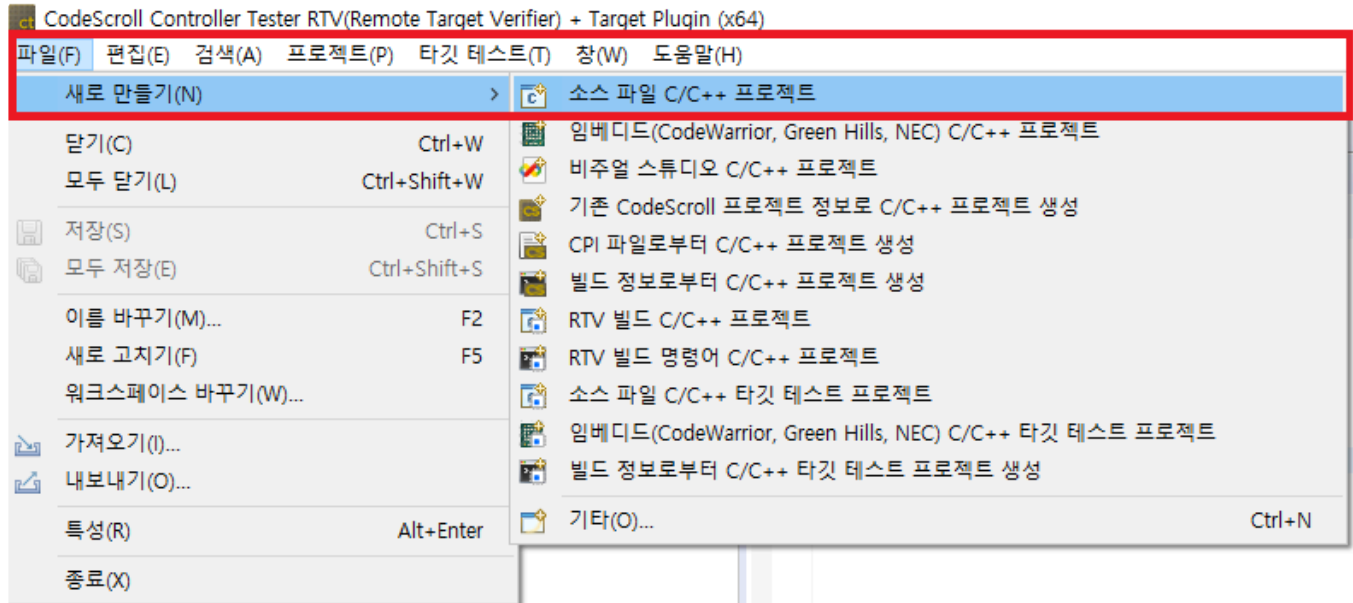 ct CodeScroll Controller Tester RTV(Remote Target Verifier) + Target Plugin (x64)
파일(F) 편집(E) 검색(A) 프로젝트(P) 타깃 테스트(T) 창(W) 도움말(H)
새로 만들기(N) >
닫기(C) Ctrl+W
모두 닫기(L) Ctrl+Shift+W
저장(S) Ctrl+S
모두 저장(E) Ctrl+Shift+S
이름 바꾸기(M)... F2
새로 고치기(F) F5
워크스페이스 바꾸기(W)...
가져오기(I)...
내보내기(O)...
특성(R) Alt+Enter
종료(X)
소스 파일 C/C++ 프로젝트
임베디드(CodeWarrior, Green Hills, NEC) C/C++ 프로젝트
비주얼 스튜디오 C/C++ 프로젝트
기존 CodeScroll 프로젝트 정보로 C/C++ 프로젝트 생성
CPI 파일로부터 C/C++ 프로젝트 생성
빌드 정보로부터 C/C++ 프로젝트 생성
RTV 빌드 C/C++ 프로젝트
RTV 빌드 명령어 C/C++ 프로젝트
소스 파일 C/C++ 타깃 테스트 프로젝트
임베디드(CodeWarrior, Green Hills, NEC) C/C++ 타깃 테스트 프로젝트
빌드 정보로부터 C/C++ 타깃 테스트 프로젝트 생성
기타(O)... Ctrl+N